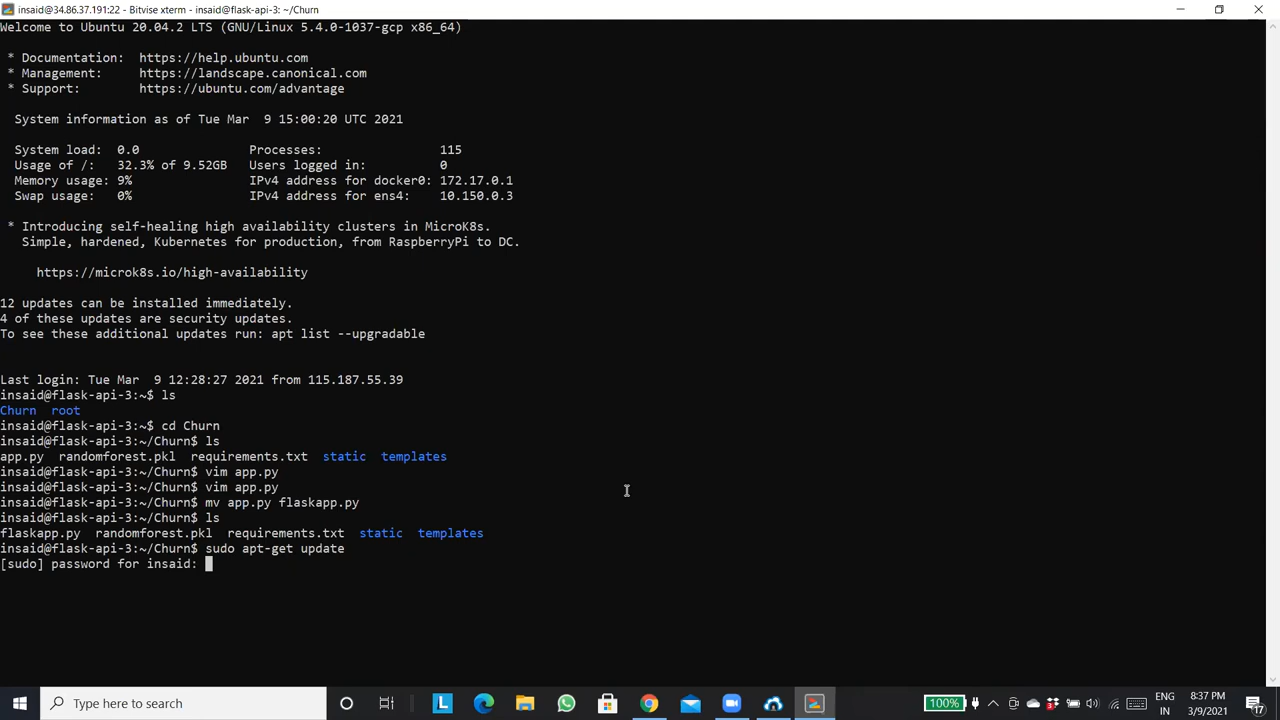 insaid@34.86.37.191:22 - Bitvise xterm - insaid@flask-api-3: ~/Churn
Welcome to Ubuntu 20.04.2 LTS (GNU/Linux 5.4.0-1037-gcp x86_64)
* Documentation: https://help.ubuntu.com
* Management: https://landscape.canonical.com
* Support: https://ubuntu.com/advantage
System information as of Tue Mar 9 15:00:20 UTC 2021
System load: 0.0 Processes: 115
Usage of /: 32.3% of 9.52GB Users logged in: 0
Memory usage: 9% IPv4 address for docker0: 172.17.0.1
Swap usage: 0% IPv4 address for ens4: 10.150.0.3
* Introducing self-healing high availability clusters in MicroK8s.
Simple, hardened, Kubernetes for production, from RaspberryPi to DC.
https://microk8s.io/high-availability
12 updates can be installed immediately.
4 of these updates are security updates.
To see these additional updates run: apt list --upgradable
Last login: Tue Mar 9 12:28:27 2021 from 115.187.55.39
insaid@flask-api-3:~$ ls
Churn root
insaid@flask-api-3:~$ cd Churn
insaid@flask-api-3:~/Churn$ ls
app.py randomforest.pkl requirements.txt static templates
insaid@flask-api-3:~/Churn$ vim app.py
insaid@flask-api-3:~/Churn$ vim app.py
insaid@flask-api-3:~/Churn$ mv app.py flaskapp.py
insaid@flask-api-3:~/Churn$ ls
flaskapp.py randomforest.pkl requirements.txt static templates
insaid@flask-api-3:~/Churn$ sudo apt-get update
[sudo] password for insaid:
Type here to search
L
100%
ENG
IN
8:37 PM
3/9/2021
17